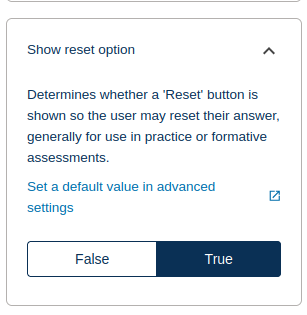 Show reset option
Determines whether a 'Reset' button is
shown so the user may reset their answer,
generally for use in practice or formative
assessments.
Set a default value in advanced
settings
False True